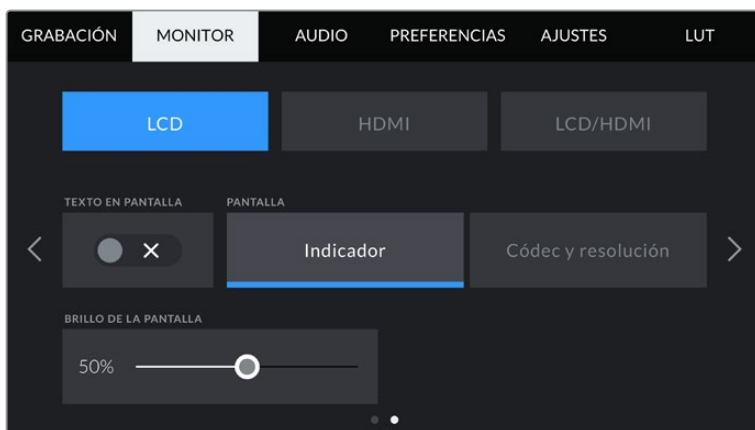 GRABACIÓN MONITOR AUDIO PREFERENCIAS AJUSTES LUT
LCD HDMI LCD/HDMI
TEXTO EN PANTALLA PANTALLA
Indicador Códec y resolución
BRILLO DE LA PANTALLA
50%